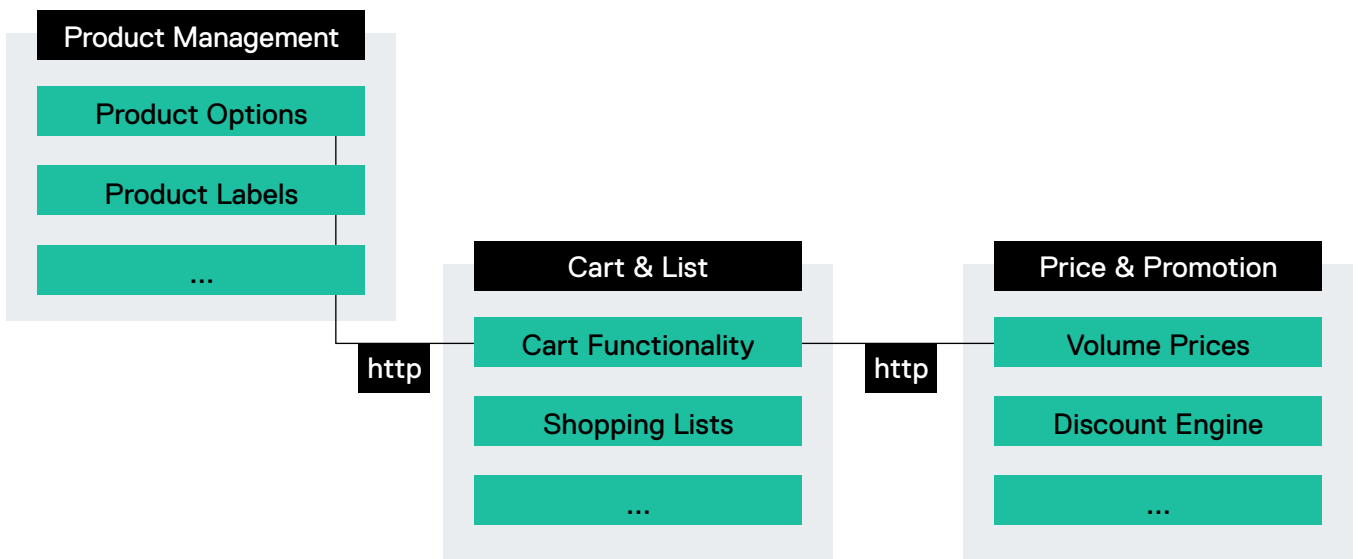 Product Management
Product Options
Product Labels
...
Cart & List
Cart Functionality
Shopping Lists
...
Price & Promotion
Volume Prices
Discount Engine
...
http
http